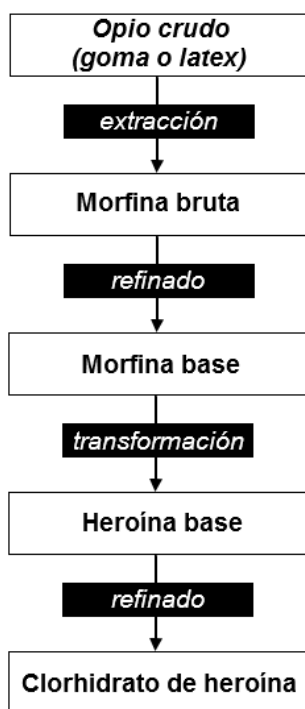 Opio crudo
(goma o latex)
extracción
Morfina bruta
refinado
Morfina base
transformación
Heroína base
refinado
Clorhidrato de heroína